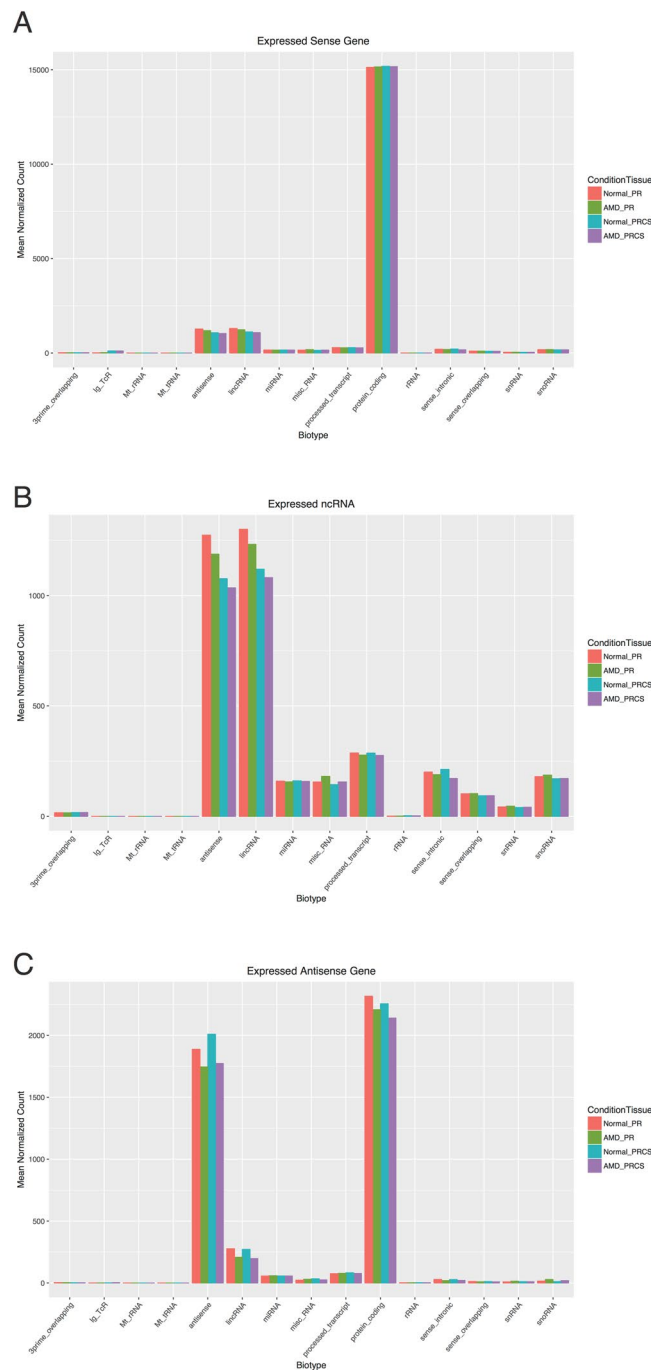 A
Expressed Sense Gene
Mean Normalized Count
15000
10000
5000
0
3prime_overlapping
Ig_TcR
Mt_rRNA
Mt_tRNA
antisense
lincRNA
miRNA
misc_RNA
processed_transcript
protein_coding
rRNA
sense_intronic
sense_overlapping
snRNA
snoRNA
Biotype
ConditionTissue
Normal_PR
AMD_PR
Normal_PRCS
AMD_PRCS
B
Expressed ncRNA
Mean Normalized Count
1000
500
0
3prime_overlapping
Ig_TcR
Mt_rRNA
Mt_tRNA
antisense
lincRNA
miRNA
misc_RNA
processed_transcript
rRNA
sense_intronic
sense_overlapping
snRNA
snoRNA
Biotype
ConditionTissue
Normal_PR
AMD_PR
Normal_PRCS
AMD_PRCS
C
Expressed Antisense Gene
Mean Normalized Count
2000
1500
1000
500
0
3prime_overlapping
Ig_TcR
Mt_rRNA
Mt_tRNA
antisense
lincRNA
miRNA
misc_RNA
processed_transcript
protein_coding
rRNA
sense_intronic
sense_overlapping
snRNA
snoRNA
Biotype
ConditionTissue
Normal_PR
AMD_PR
Normal_PRCS
AMD_PRCS